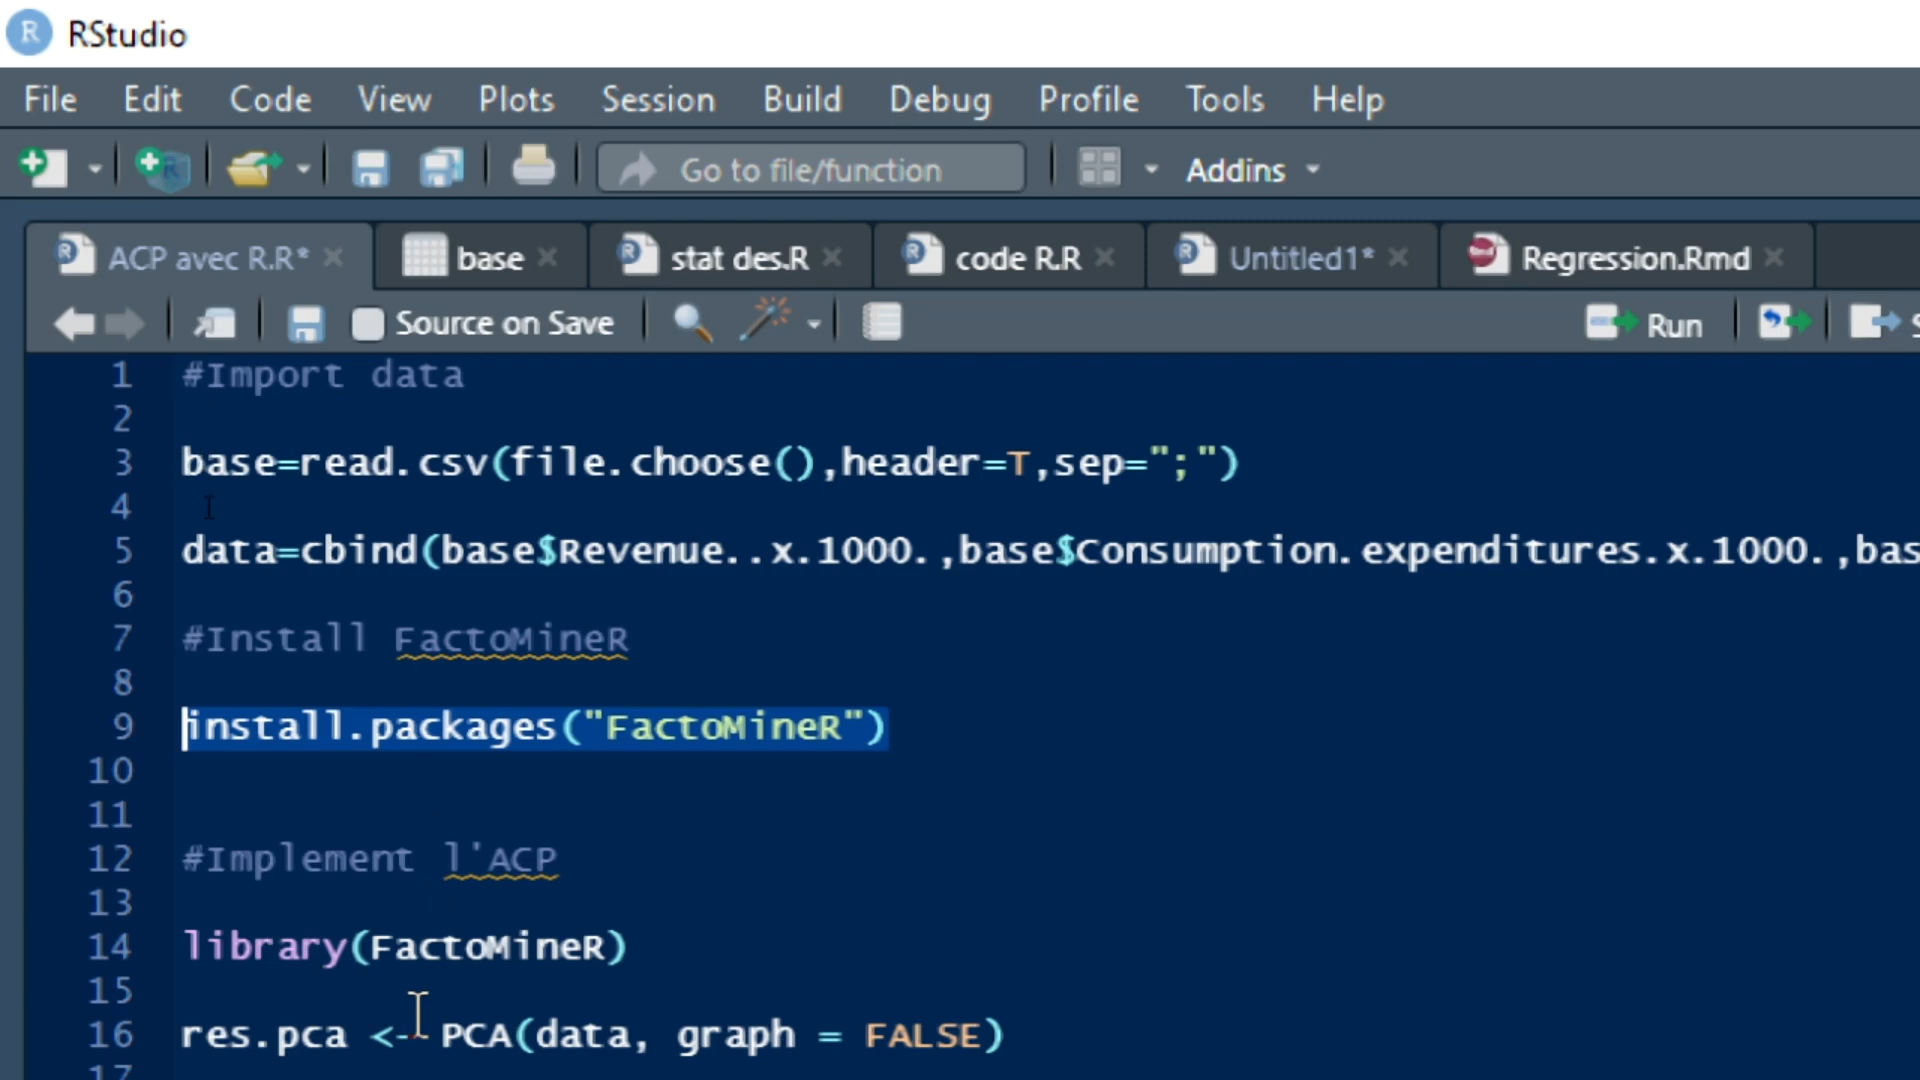 RStudio
File Edit Code View Plots Session Build Debug Profile Tools Help
Go to file/function Addins
ACP avec R.R* base stat des.R code R.R Untitled1* Regression.Rmd
Source on Save Run
1 #Import data
2
3 base=read.csv(file.choose(),header=T,sep=";")
4
5 data=cbind(base$Revenue..x.1000.,base$Consumption.expenditures.x.1000.,bas
6
7 #Install FactoMineR
8
9 install.packages("FactoMineR")
10
11
12 #Implement l'ACP
13
14 library(FactoMineR)
15
16 res.pca <- PCA(data, graph = FALSE)
17